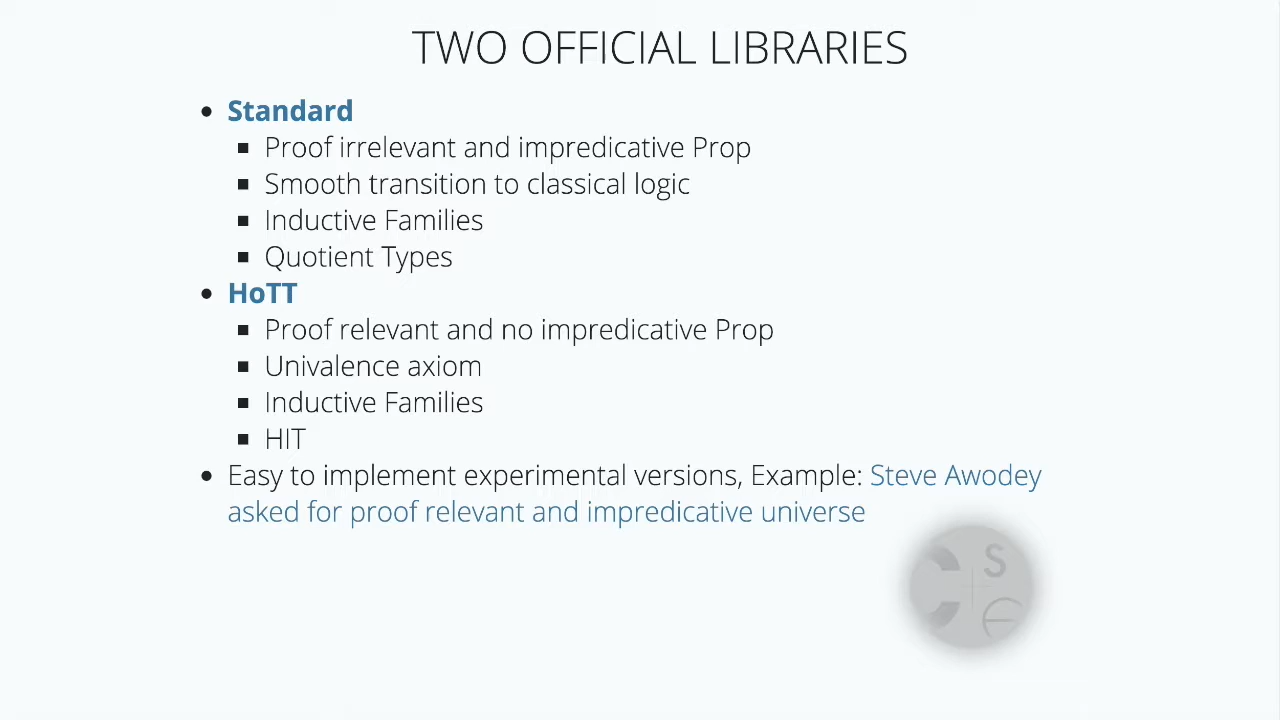 TWO OFFICIAL LIBRARIES
• Standard
▪ Proof irrelevant and impredicative Prop
▪ Smooth transition to classical logic
▪ Inductive Families
▪ Quotient Types
• HoTT
▪ Proof relevant and no impredicative Prop
▪ Univalence axiom
▪ Inductive Families
▪ HIT
• Easy to implement experimental versions, Example: Steve Awodey
asked for proof relevant and impredicative universe
C S
E